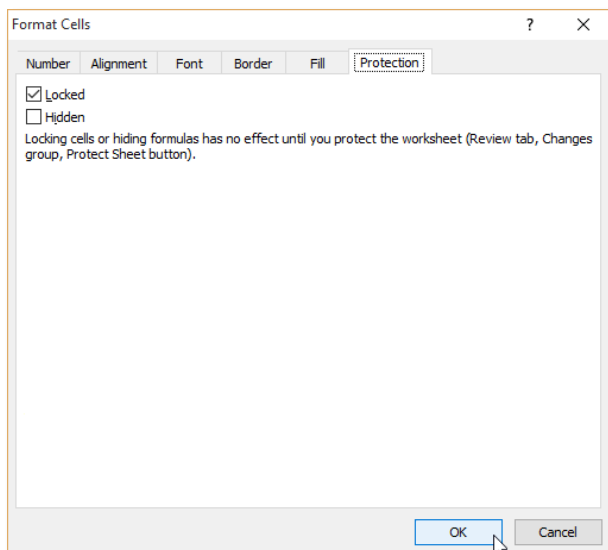 Format Cells ? ×
Number Alignment Font Border Fill Protection
Locked
Hidden
Locking cells or hiding formulas has no effect until you protect the worksheet (Review tab, Changes
group, Protect Sheet button).
OK Cancel